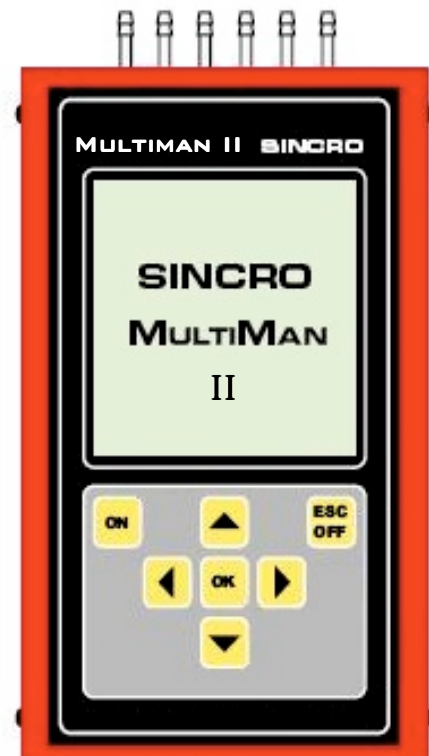 MULTIMAN II SINCRO
SINCRO
MULTIMAN
II
ON
ESC
OFF
OK